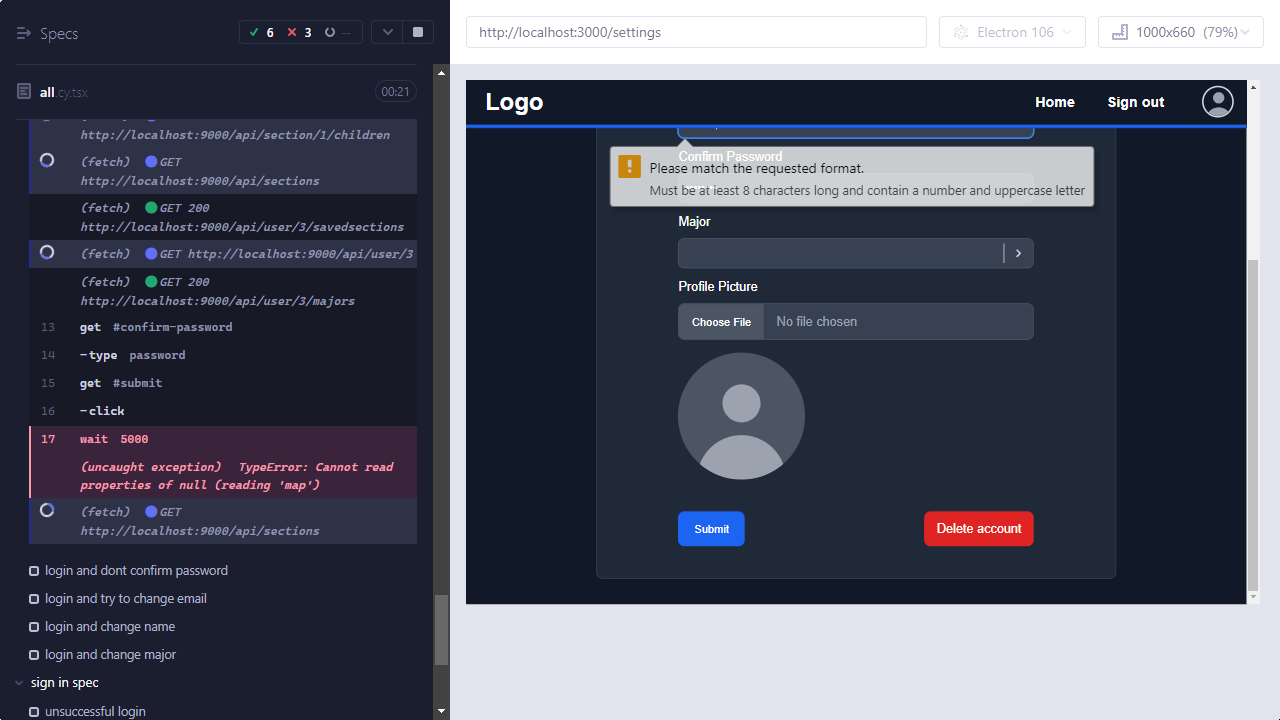 Specs
6
3
--
all.cy.tsx
00:21
http://localhost:9000/api/section/1/children
(fetch) GET
http://localhost:9000/api/sections
(fetch) GET 200
http://localhost:9000/api/user/3/savedsections
(fetch) GET http://localhost:9000/api/user/3
(fetch) GET 200
http://localhost:9000/api/user/3/majors
13 get #confirm-password
14 -type password
15 get #submit
16 -click
17 wait 5000
(uncaught exception) TypeError: Cannot read
properties of null (reading 'map')
(fetch) GET
http://localhost:9000/api/sections
login and dont confirm password
login and try to change email
login and change name
login and change major
sign in spec
unsuccessful login
http://localhost:3000/settings
Electron 106
1000x660 (79%)
Logo
Home
Sign out
Confirm Password
Please match the requested format.
Must be at least 8 characters long and contain a number and uppercase letter
Major
Profile Picture
Choose File
No file chosen
Submit
Delete account